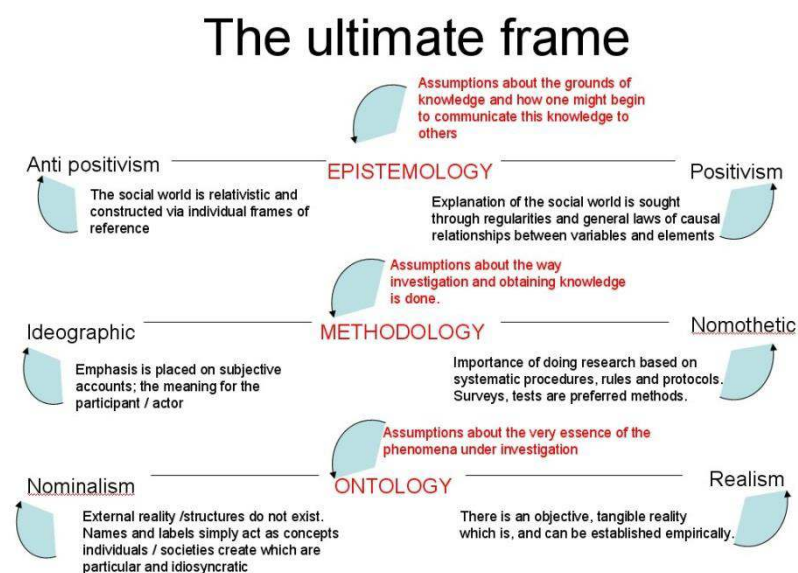 The ultimate frame
Assumptions about the grounds of
knowledge and how one might begin
to communicate this knowledge to
others
Anti positivism
EPISTEMOLOGY
Positivism
The social world is relativistic and
constructed via individual frames of
reference
Explanation of the social world is sought
through regularities and general laws of causal
relationships between variables and elements
Assumptions about the way
investigation and obtaining knowledge
is done.
Ideographic
METHODOLOGY
Nomothetic
Emphasis is placed on subjective
accounts; the meaning for the
participant / actor
Importance of doing research based on
systematic procedures, rules and protocols.
Surveys, tests are preferred methods.
Assumptions about the very essence of the
phenomena under investigation
Nominalism
ONTOLOGY
Realism
External reality /structures do not exist.
Names and labels simply act as concepts
individuals / societies create which are
particular and idiosyncratic
There is an objective, tangible reality
which is, and can be established empirically.